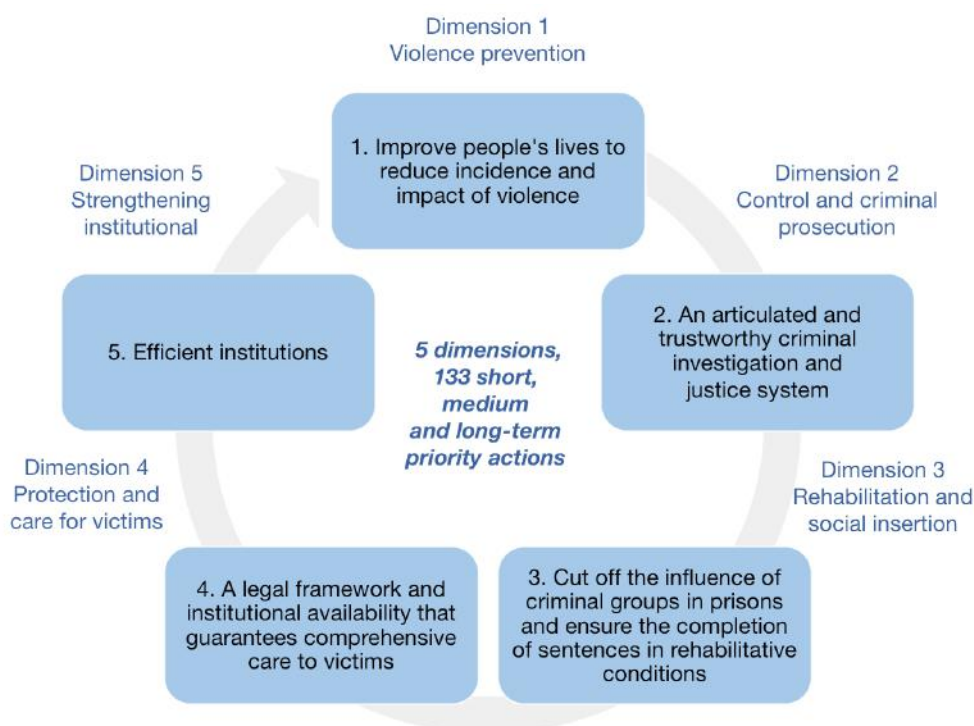 Dimension 1
Violence prevention
1. Improve people's lives to
reduce incidence and
impact of violence
Dimension 2
Control and criminal
prosecution
2. An articulated and
trustworthy criminal
investigation and
justice system
Dimension 3
Rehabilitation and
social insertion
3. Cut off the influence of
criminal groups in prisons
and ensure the completion
of sentences in rehabilitative
conditions
Dimension 4
Protection and
care for victims
4. A legal framework and
institutional availability that
guarantees comprehensive
care to victims
Dimension 5
Strengthening
institutional
5. Efficient institutions
5 dimensions,
133 short,
medium
and long-term
priority actions